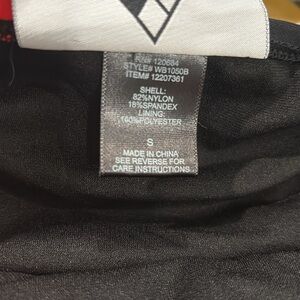 RN# 120684
STYLE# WB1050B
ITEM# 12207361
SHELL:
82%NYLON
18%SPANDEX
LINING:
100%POLYESTER
S
MADE IN CHINA
SEE REVERSE FOR
CARE INSTRUCTIONS